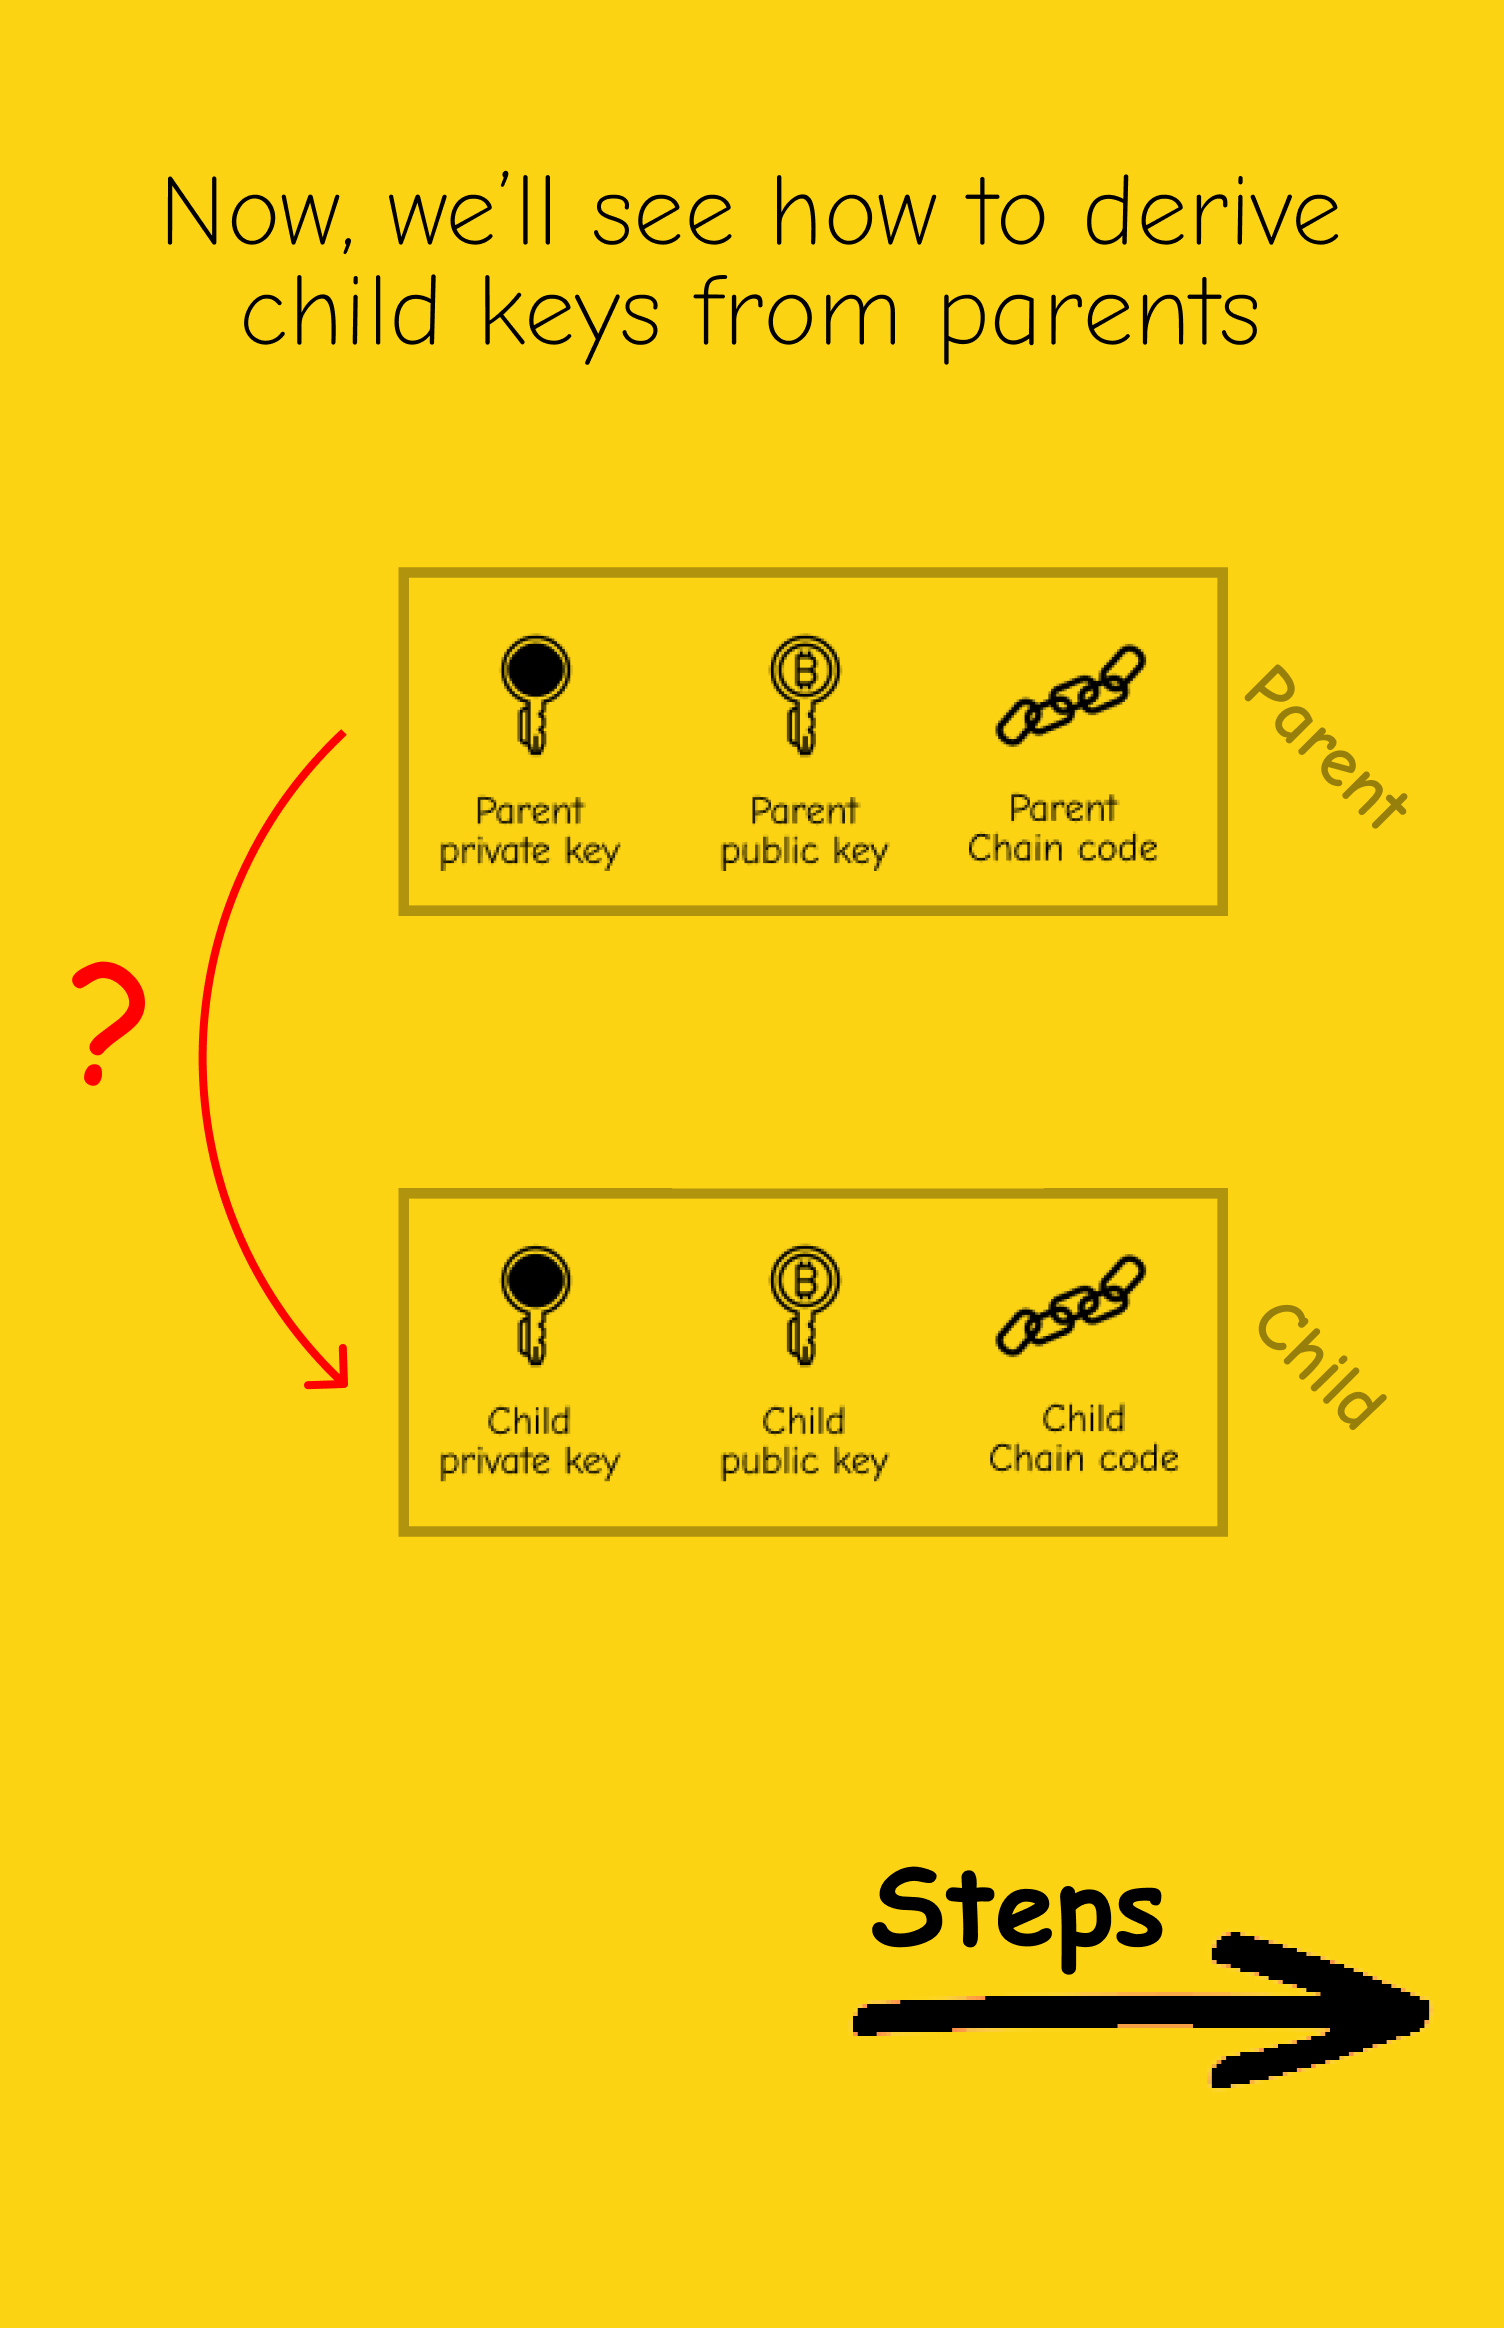 Now, we'll see how to derive
child keys from parents
Parent
private key
Parent
public key
Parent
Chain code
Parent
?
Child
private key
Child
public key
Child
Chain code
Child
Steps